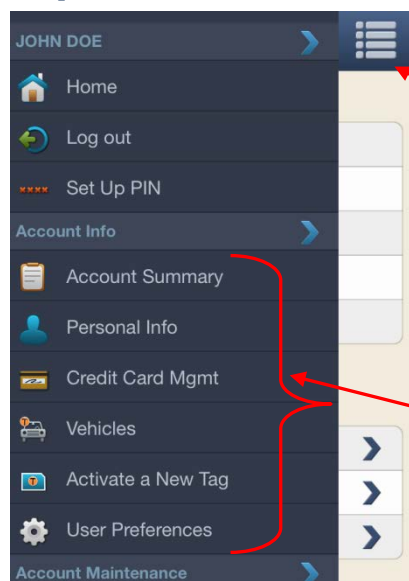 JOHN DOE
Home
Log out
Set Up PIN
Account Info
Account Summary
Personal Info
Credit Card Mgmt
Vehicles
Activate a New Tag
User Preferences
Account Maintenance